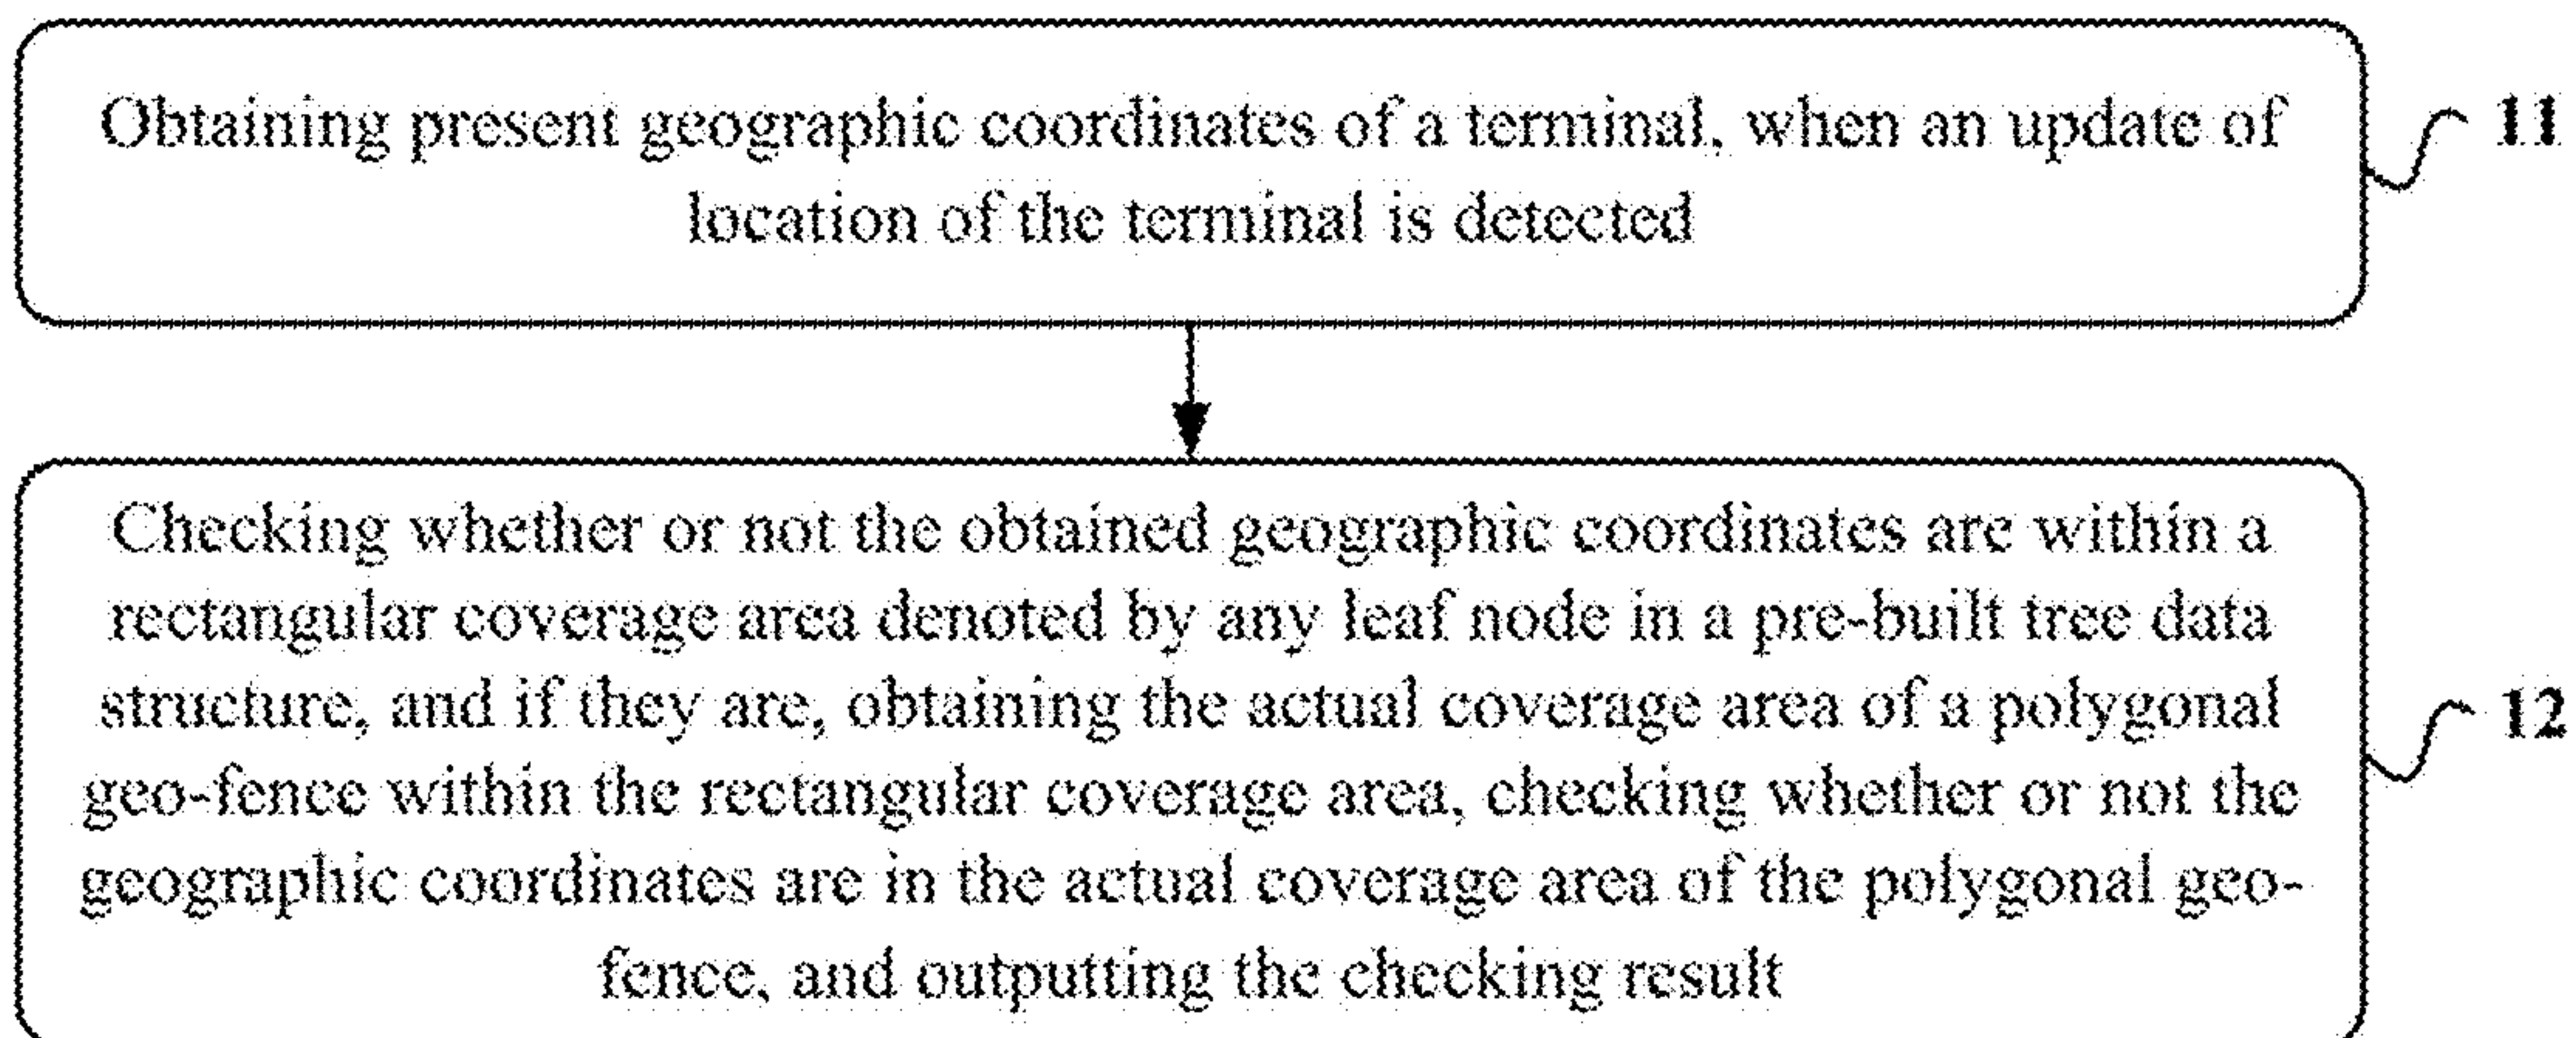 Obtaining present geographic coordinates of a terminal, when an update of
location of the terminal is detected
11
Checking whether or not the obtained geographic coordinates are within a
rectangular coverage area denoted by any leaf node in a pre-built tree data
structure, and if they are, obtaining the actual coverage area of a polygonal
geo-fence within the rectangular coverage area, checking whether or not the
geographic coordinates are in the actual coverage area of the polygonal geo-
fence, and outputting the checking result
12